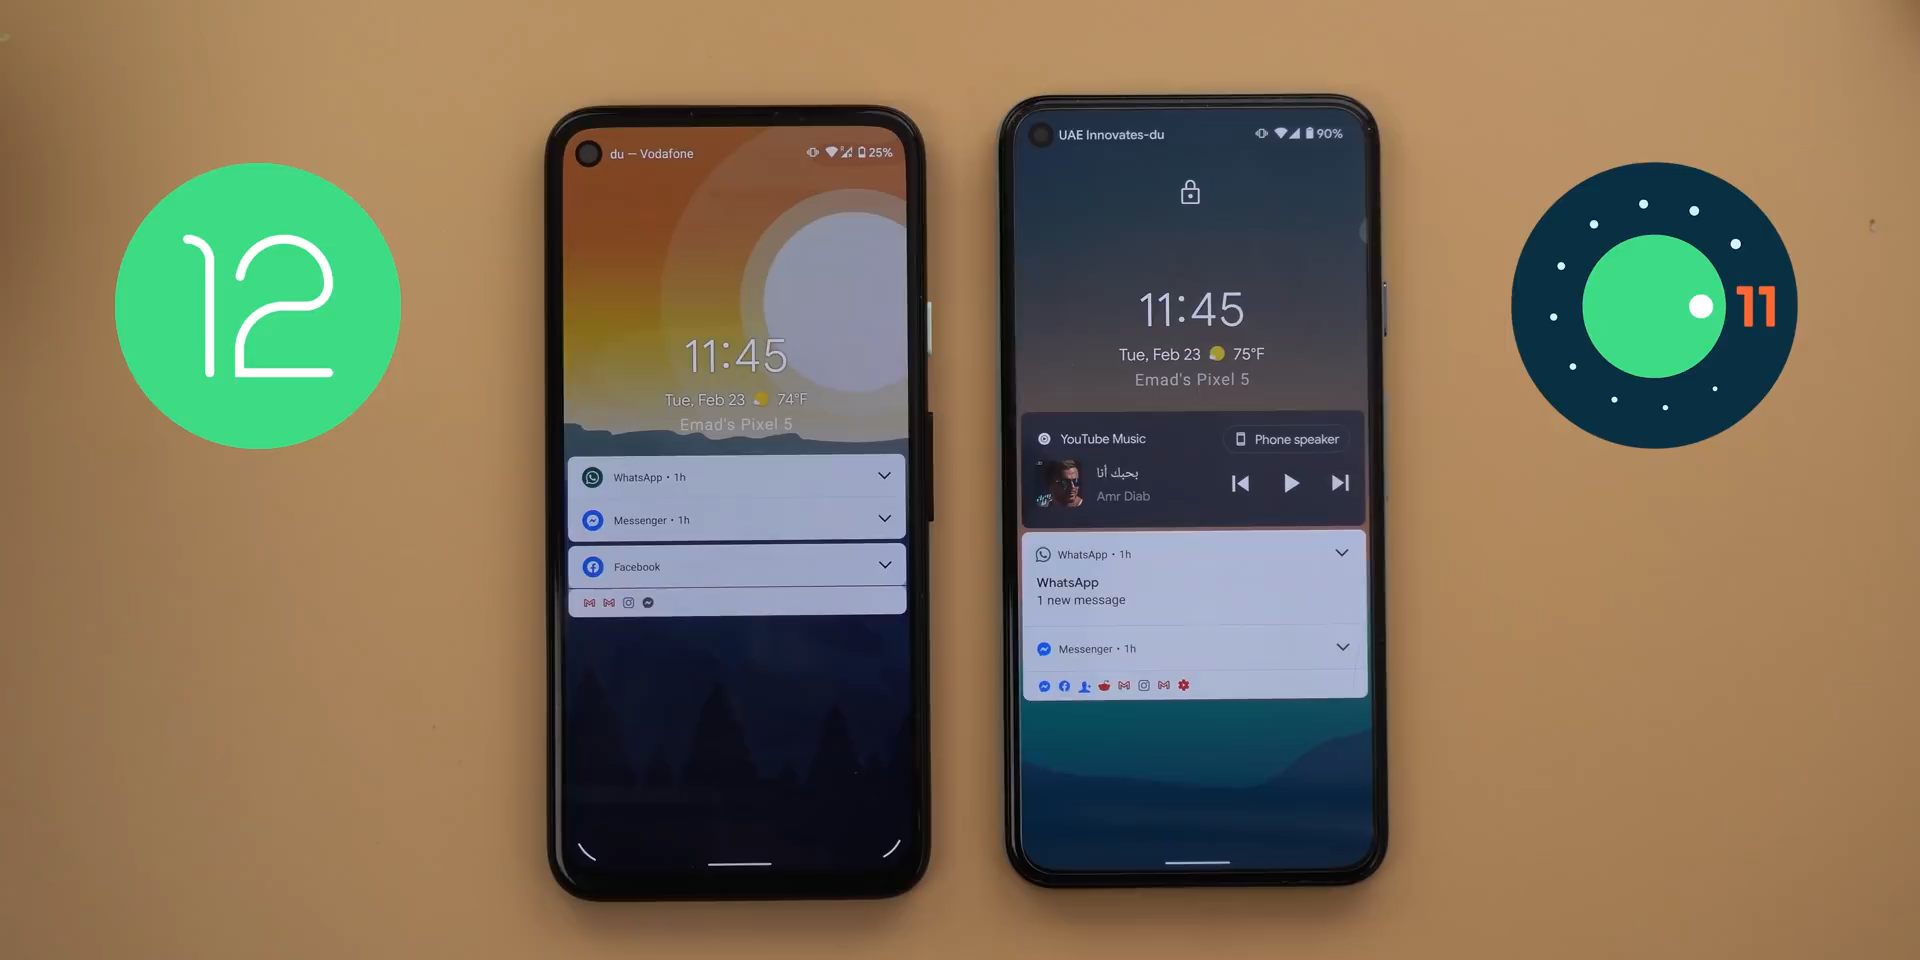 12
du — Vodafone
25%
11:45
Tue, Feb 23 74°F
Emad's Pixel 5
WhatsApp • 1h
Messenger • 1h
Facebook
UAE Innovates-du
90%
11:45
Tue, Feb 23 75°F
Emad's Pixel 5
YouTube Music
Phone speaker
بحبك أنا
Amr Diab
WhatsApp • 1h
WhatsApp
1 new message
Messenger • 1h
11